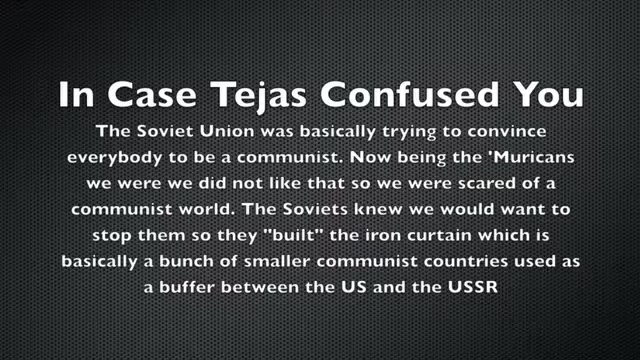 In Case Tejas Confused You
The Soviet Union was basically trying to convince
everybody to be a communist. Now being the 'Muricans
we were we did not like that so we were scared of a
communist world. The Soviets knew we would want to
stop them so they "built" the iron curtain which is
basically a bunch of smaller communist countries used as
a buffer between the US and the USSR